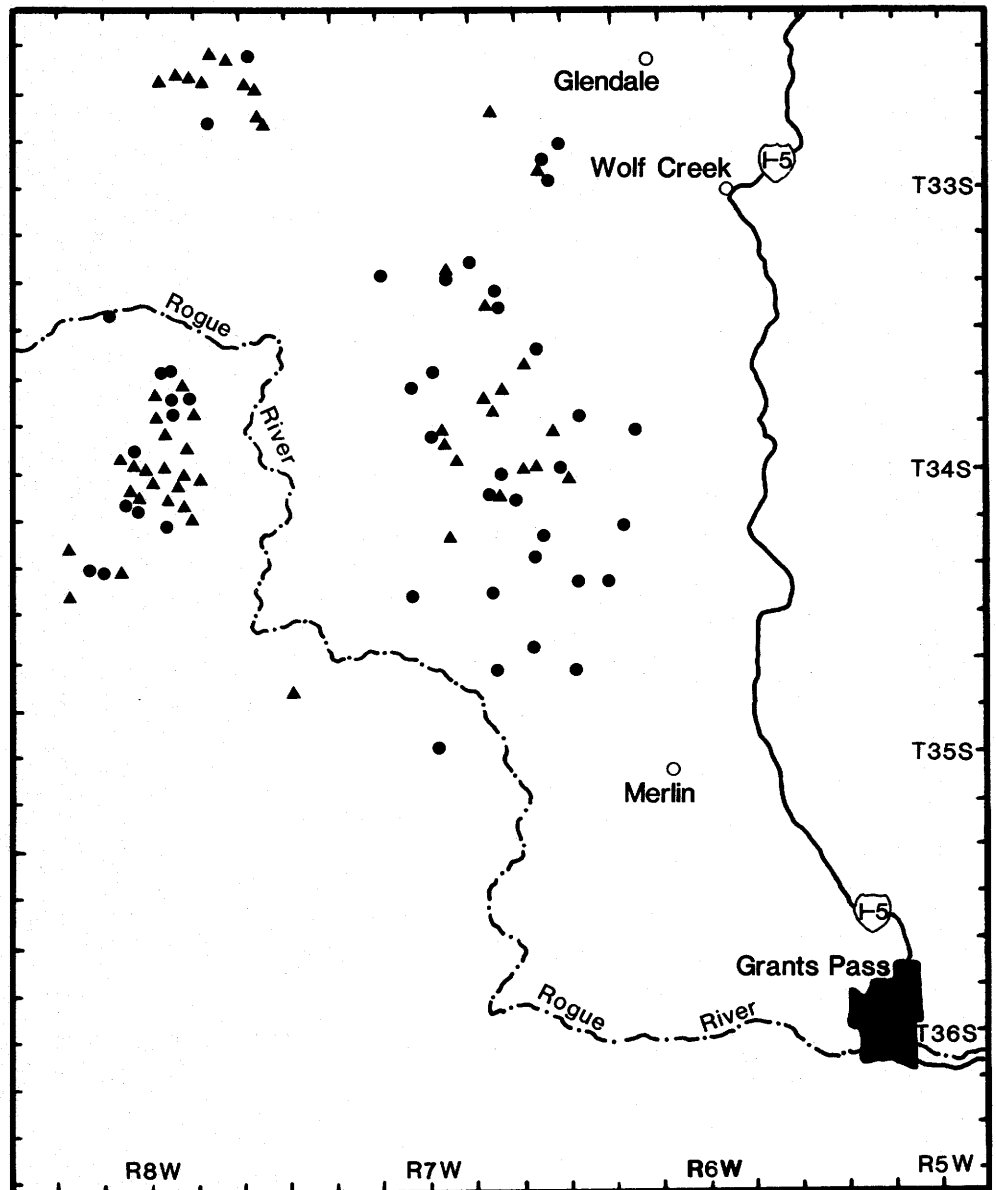 Glendale
Wolf Creek
I-5
T33S
Rogue
River
T34S
T35S
Merlin
I-5
Grants Pass
Rogue
River
T36S
R8W
R7W
R6W
R5W